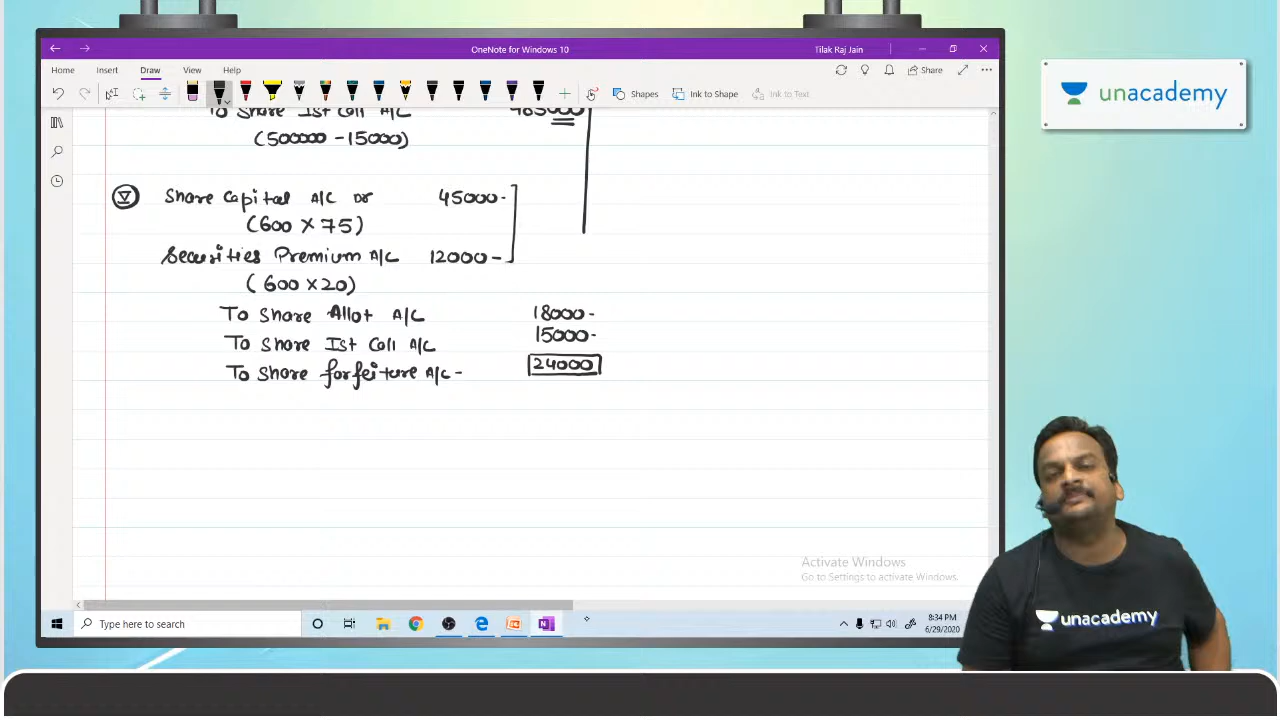 OneNote for Windows 10
Tilak Raj Jain
Home Insert Draw View Help
Share
Shapes
Ink to Shape
Ink to Text
unacademy
To Share Ist Call A/C 485000
(500000 - 15000)
V Share Capital A/C Dr 45000-
(600 X 75)
Securities Premium A/C 12000-
(600 X 20)
To Share Allot A/C 18000-
To Share Ist Call A/C 15000-
To Share forfeiture A/C - 24000
Activate Windows
Go to Settings to activate Windows.
Type here to search
8:34 PM
6/29/2020
unacademy